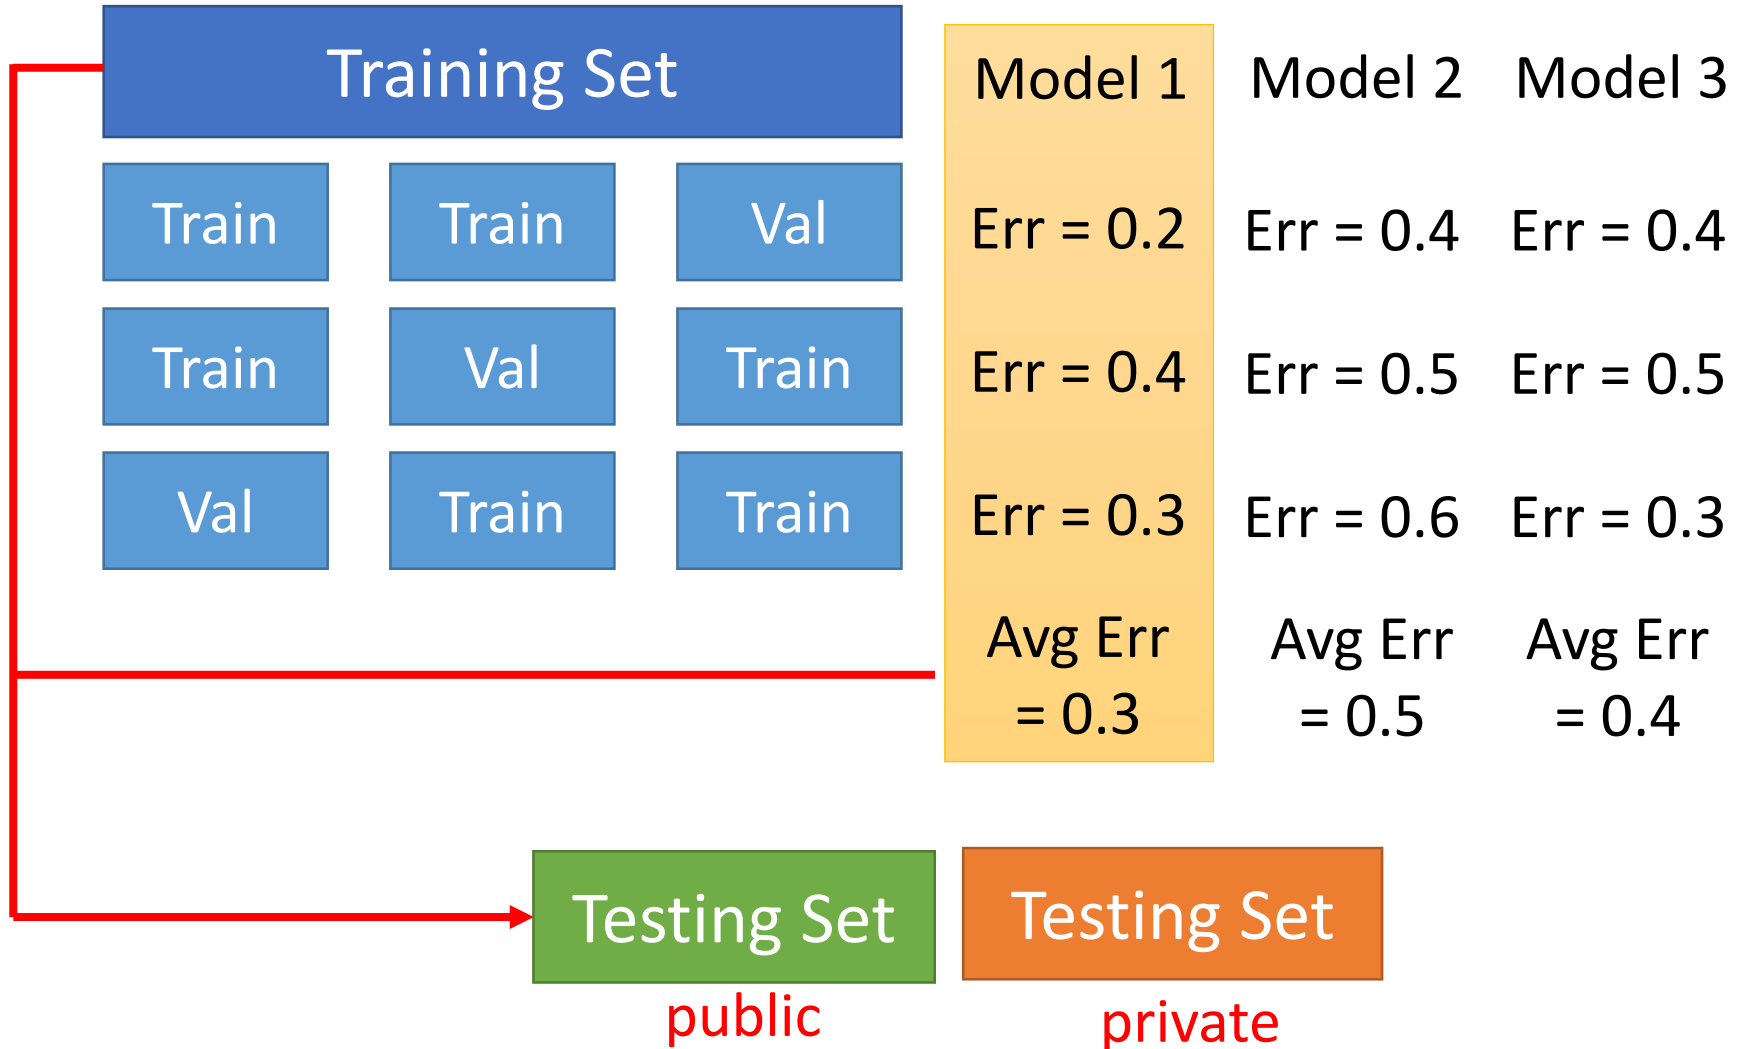 Training Set
Model 1 Model 2 Model 3
Train Train Val Err = 0.2 Err = 0.4 Err = 0.4
Train Val Train Err = 0.4 Err = 0.5 Err = 0.5
Val Train Train Err = 0.3 Err = 0.6 Err = 0.3
Avg Err Avg Err Avg Err
= 0.3 = 0.5 = 0.4
Testing Set Testing Set
public private